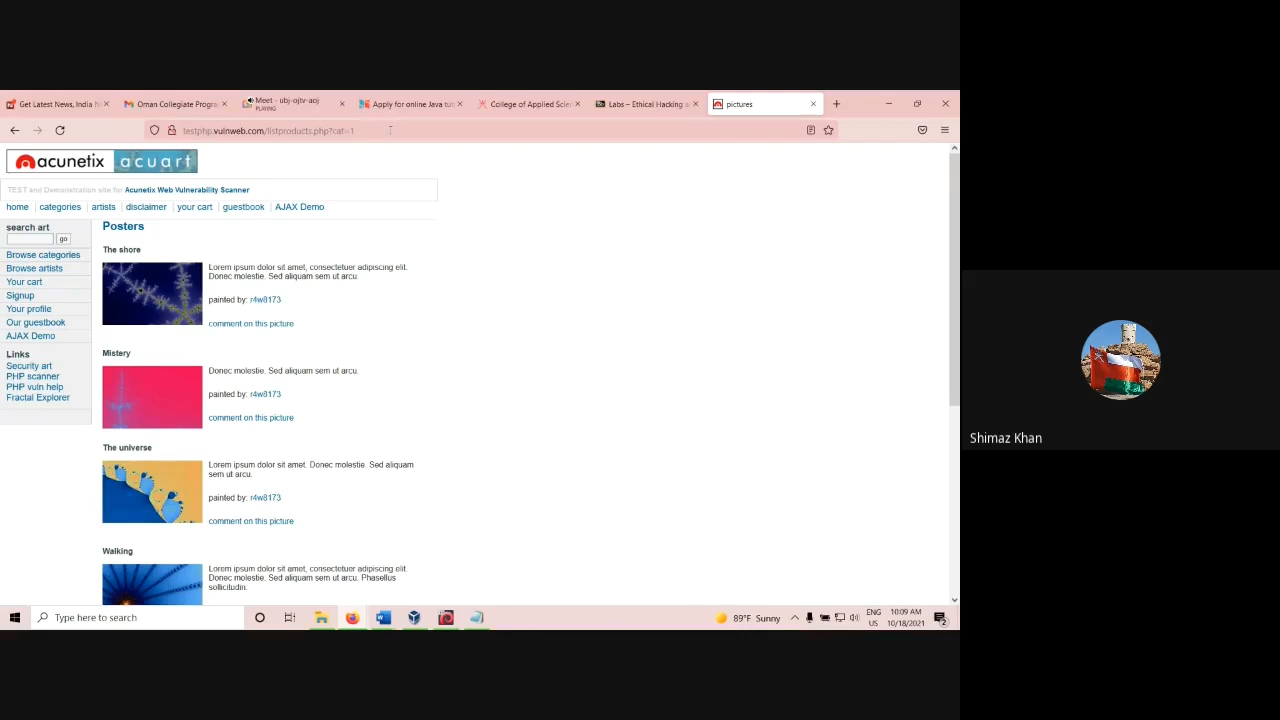 Get Latest News, India N
Oman Collegiate Progra
Meet - ubj-ojtv-aoj
PLAYING
Apply for online Java tut
College of Applied Scien
Labs – Ethical Hacking a
pictures
testphp.vulnweb.com/listproducts.php?cat=1
acunetix acuart
TEST and Demonstration site for Acunetix Web Vulnerability Scanner
home categories artists disclaimer your cart guestbook AJAX Demo
search art
go
Browse categories
Browse artists
Your cart
Signup
Your profile
Our guestbook
AJAX Demo
Links
Security art
PHP scanner
PHP vuln help
Fractal Explorer
Posters
The shore
Lorem ipsum dolor sit amet, consectetuer adipiscing elit.
Donec molestie. Sed aliquam sem ut arcu.
painted by: r4w8173
comment on this picture
Mistery
Donec molestie. Sed aliquam sem ut arcu.
painted by: r4w8173
comment on this picture
The universe
Lorem ipsum dolor sit amet. Donec molestie. Sed aliquam
sem ut arcu.
painted by: r4w8173
comment on this picture
Walking
Lorem ipsum dolor sit amet, consectetuer adipiscing elit.
Donec molestie. Sed aliquam sem ut arcu. Phasellus
sollicitudin.
Shimaz Khan
Type here to search
89°F Sunny
ENG
US
10:09 AM
10/18/2021
2